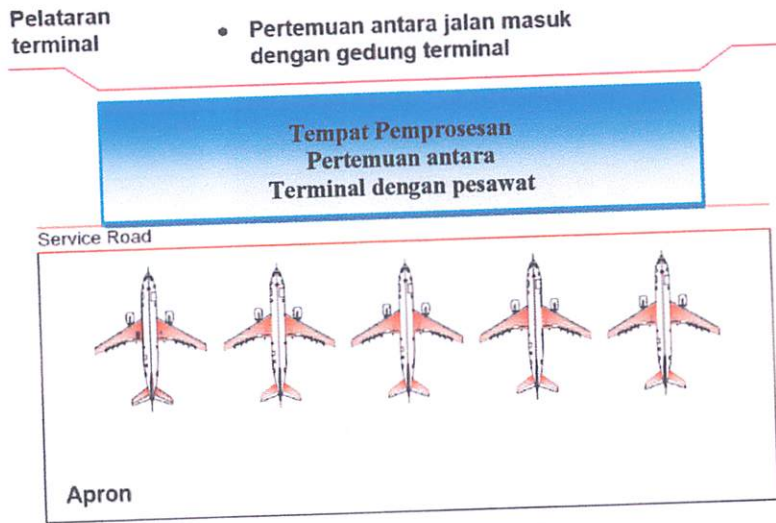 Pelataran
terminal
• Pertemuan antara jalan masuk
dengan gedung terminal
Tempat Pemprosesan
Pertemuan antara
Terminal dengan pesawat
Service Road
Apron